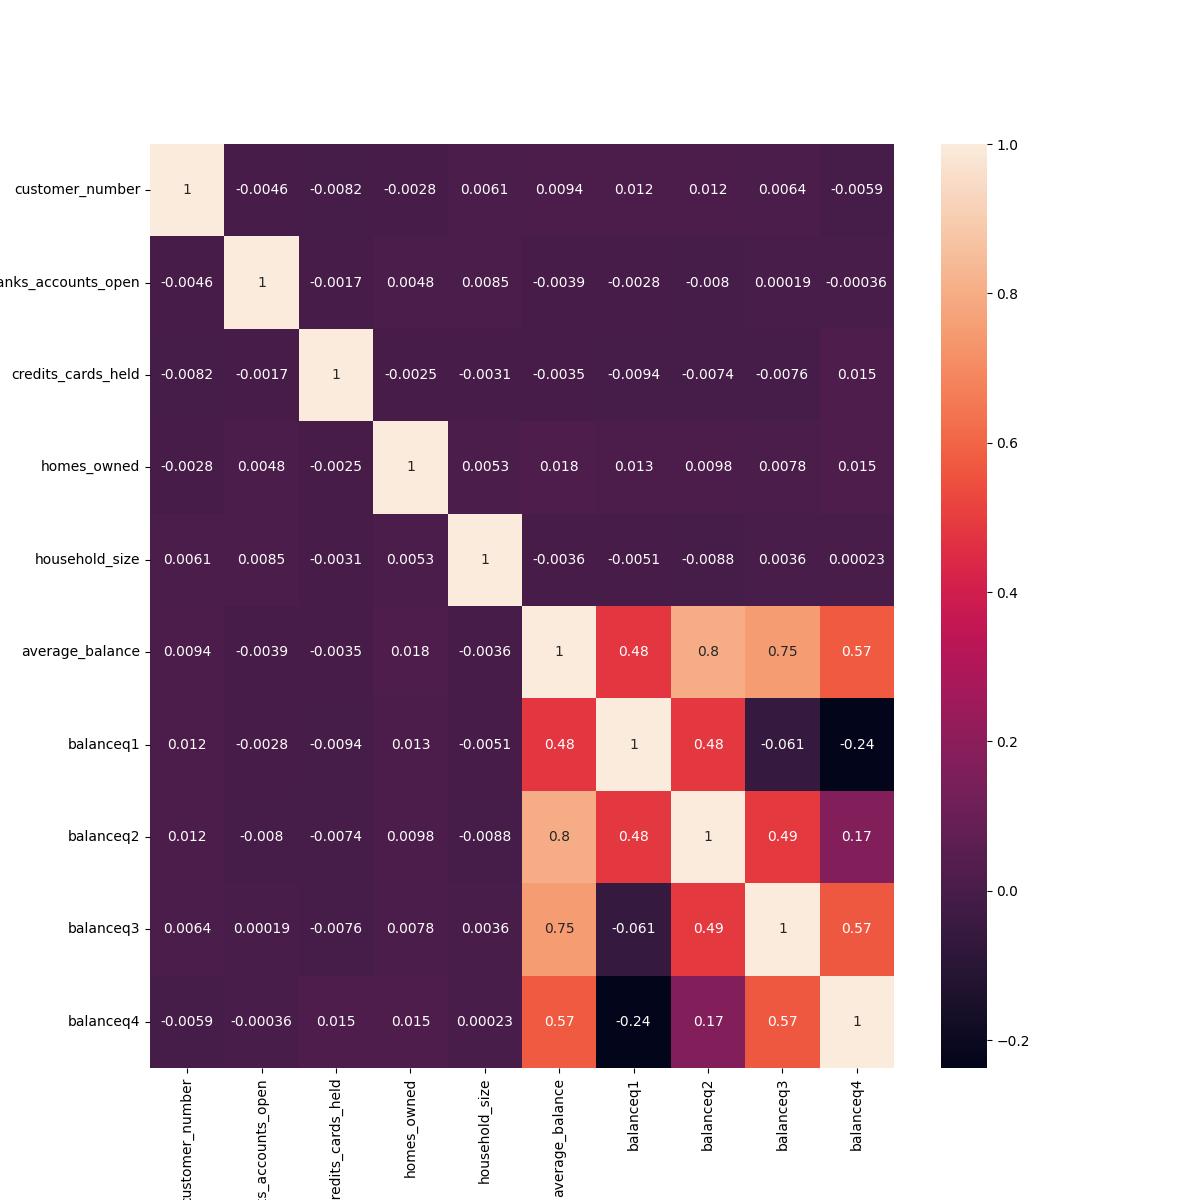 1.0
customer_number 1 -0.0046 -0.0082 -0.0028 0.0061 0.0094 0.012 0.012 0.0064 -0.0059
0.8
anks_accounts_open -0.0046 1 -0.0017 0.0048 0.0085 -0.0039 -0.0028 -0.008 0.00019 -0.00036
credits_cards_held -0.0082 -0.0017 1 -0.0025 -0.0031 -0.0035 -0.0094 -0.0074 -0.0076 0.015
0.6
homes_owned -0.0028 0.0048 -0.0025 1 0.0053 0.018 0.013 0.0098 0.0078 0.015
household_size 0.0061 0.0085 -0.0031 0.0053 1 -0.0036 -0.0051 -0.0088 0.0036 0.00023
0.4
average_balance 0.0094 -0.0039 -0.0035 0.018 -0.0036 1 0.48 0.8 0.75 0.57
0.2
balanceq1 0.012 -0.0028 -0.0094 0.013 -0.0051 0.48 1 0.48 -0.061 -0.24
balanceq2 0.012 -0.008 -0.0074 0.0098 -0.0088 0.8 0.48 1 0.49 0.17
0.0
balanceq3 0.0064 0.00019 -0.0076 0.0078 0.0036 0.75 -0.061 0.49 1 0.57
balanceq4 -0.0059 -0.00036 0.015 0.015 0.00023 0.57 -0.24 0.17 0.57 1
−0.2
customer_number
s_accounts_open
redits_cards_held
homes_owned
household_size
average_balance
balanceq1
balanceq2
balanceq3
balanceq4